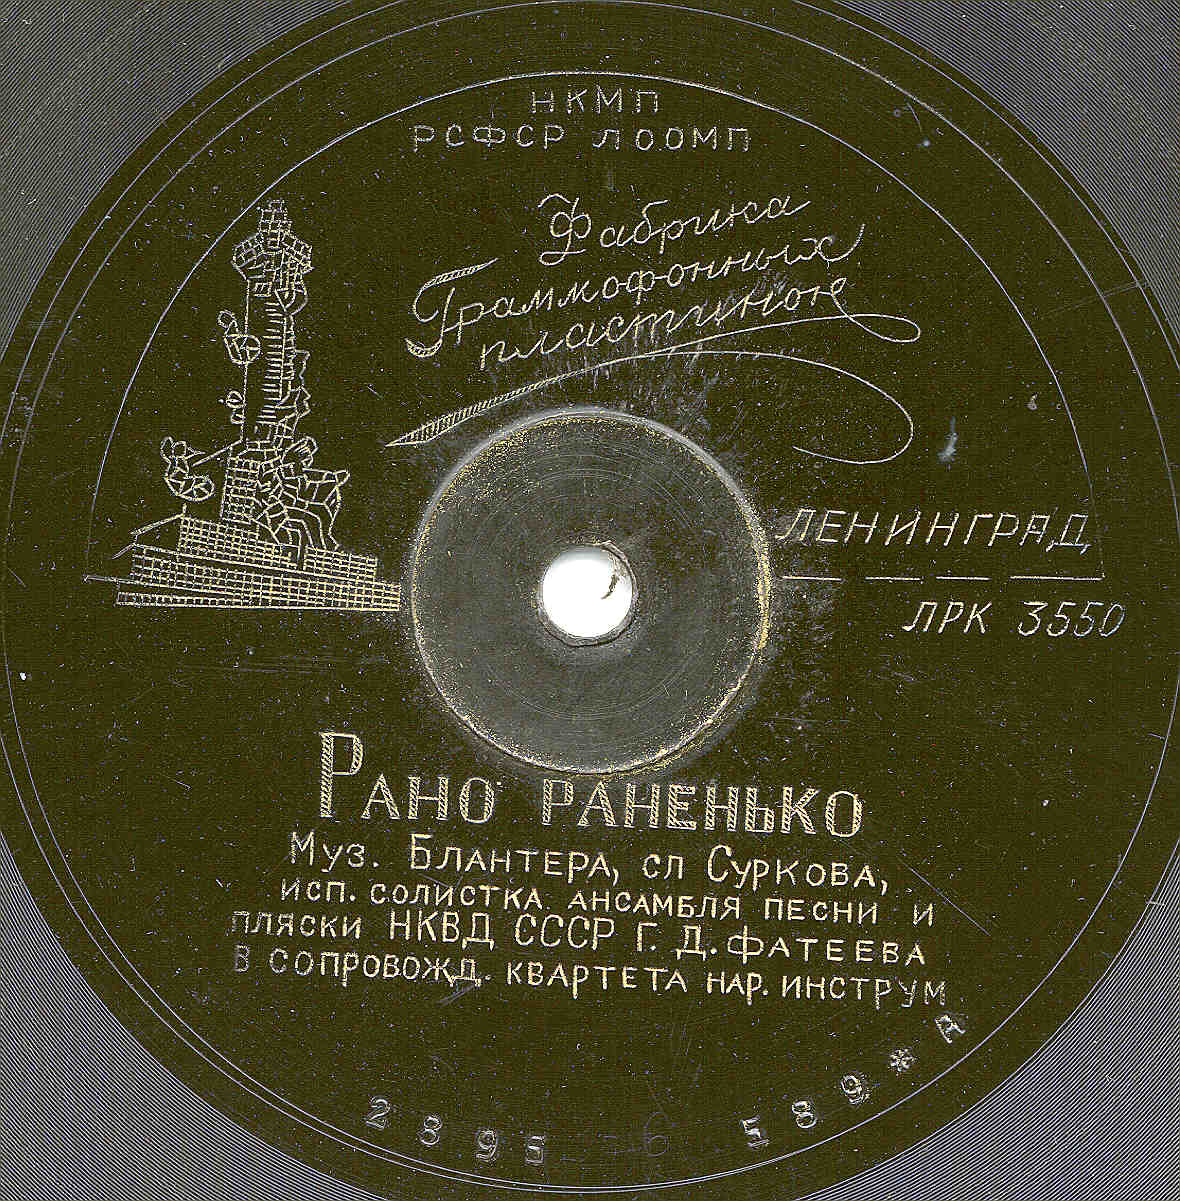 НКМП
РСФСР ЛООМП
Фабрика
Граммофонных
пластинок
ЛЕНИНГРАД
ЛРК 3550
РАНО РАНЕНЬКО
Муз. БЛАНТЕРА, сл СУРКОВА,
исп. солистка ансамбля песни и
пляски НКВД СССР Г. Д. ФАТЕЕВА
В сопровожд. квартета нар. инструм
2895 6 589 * А